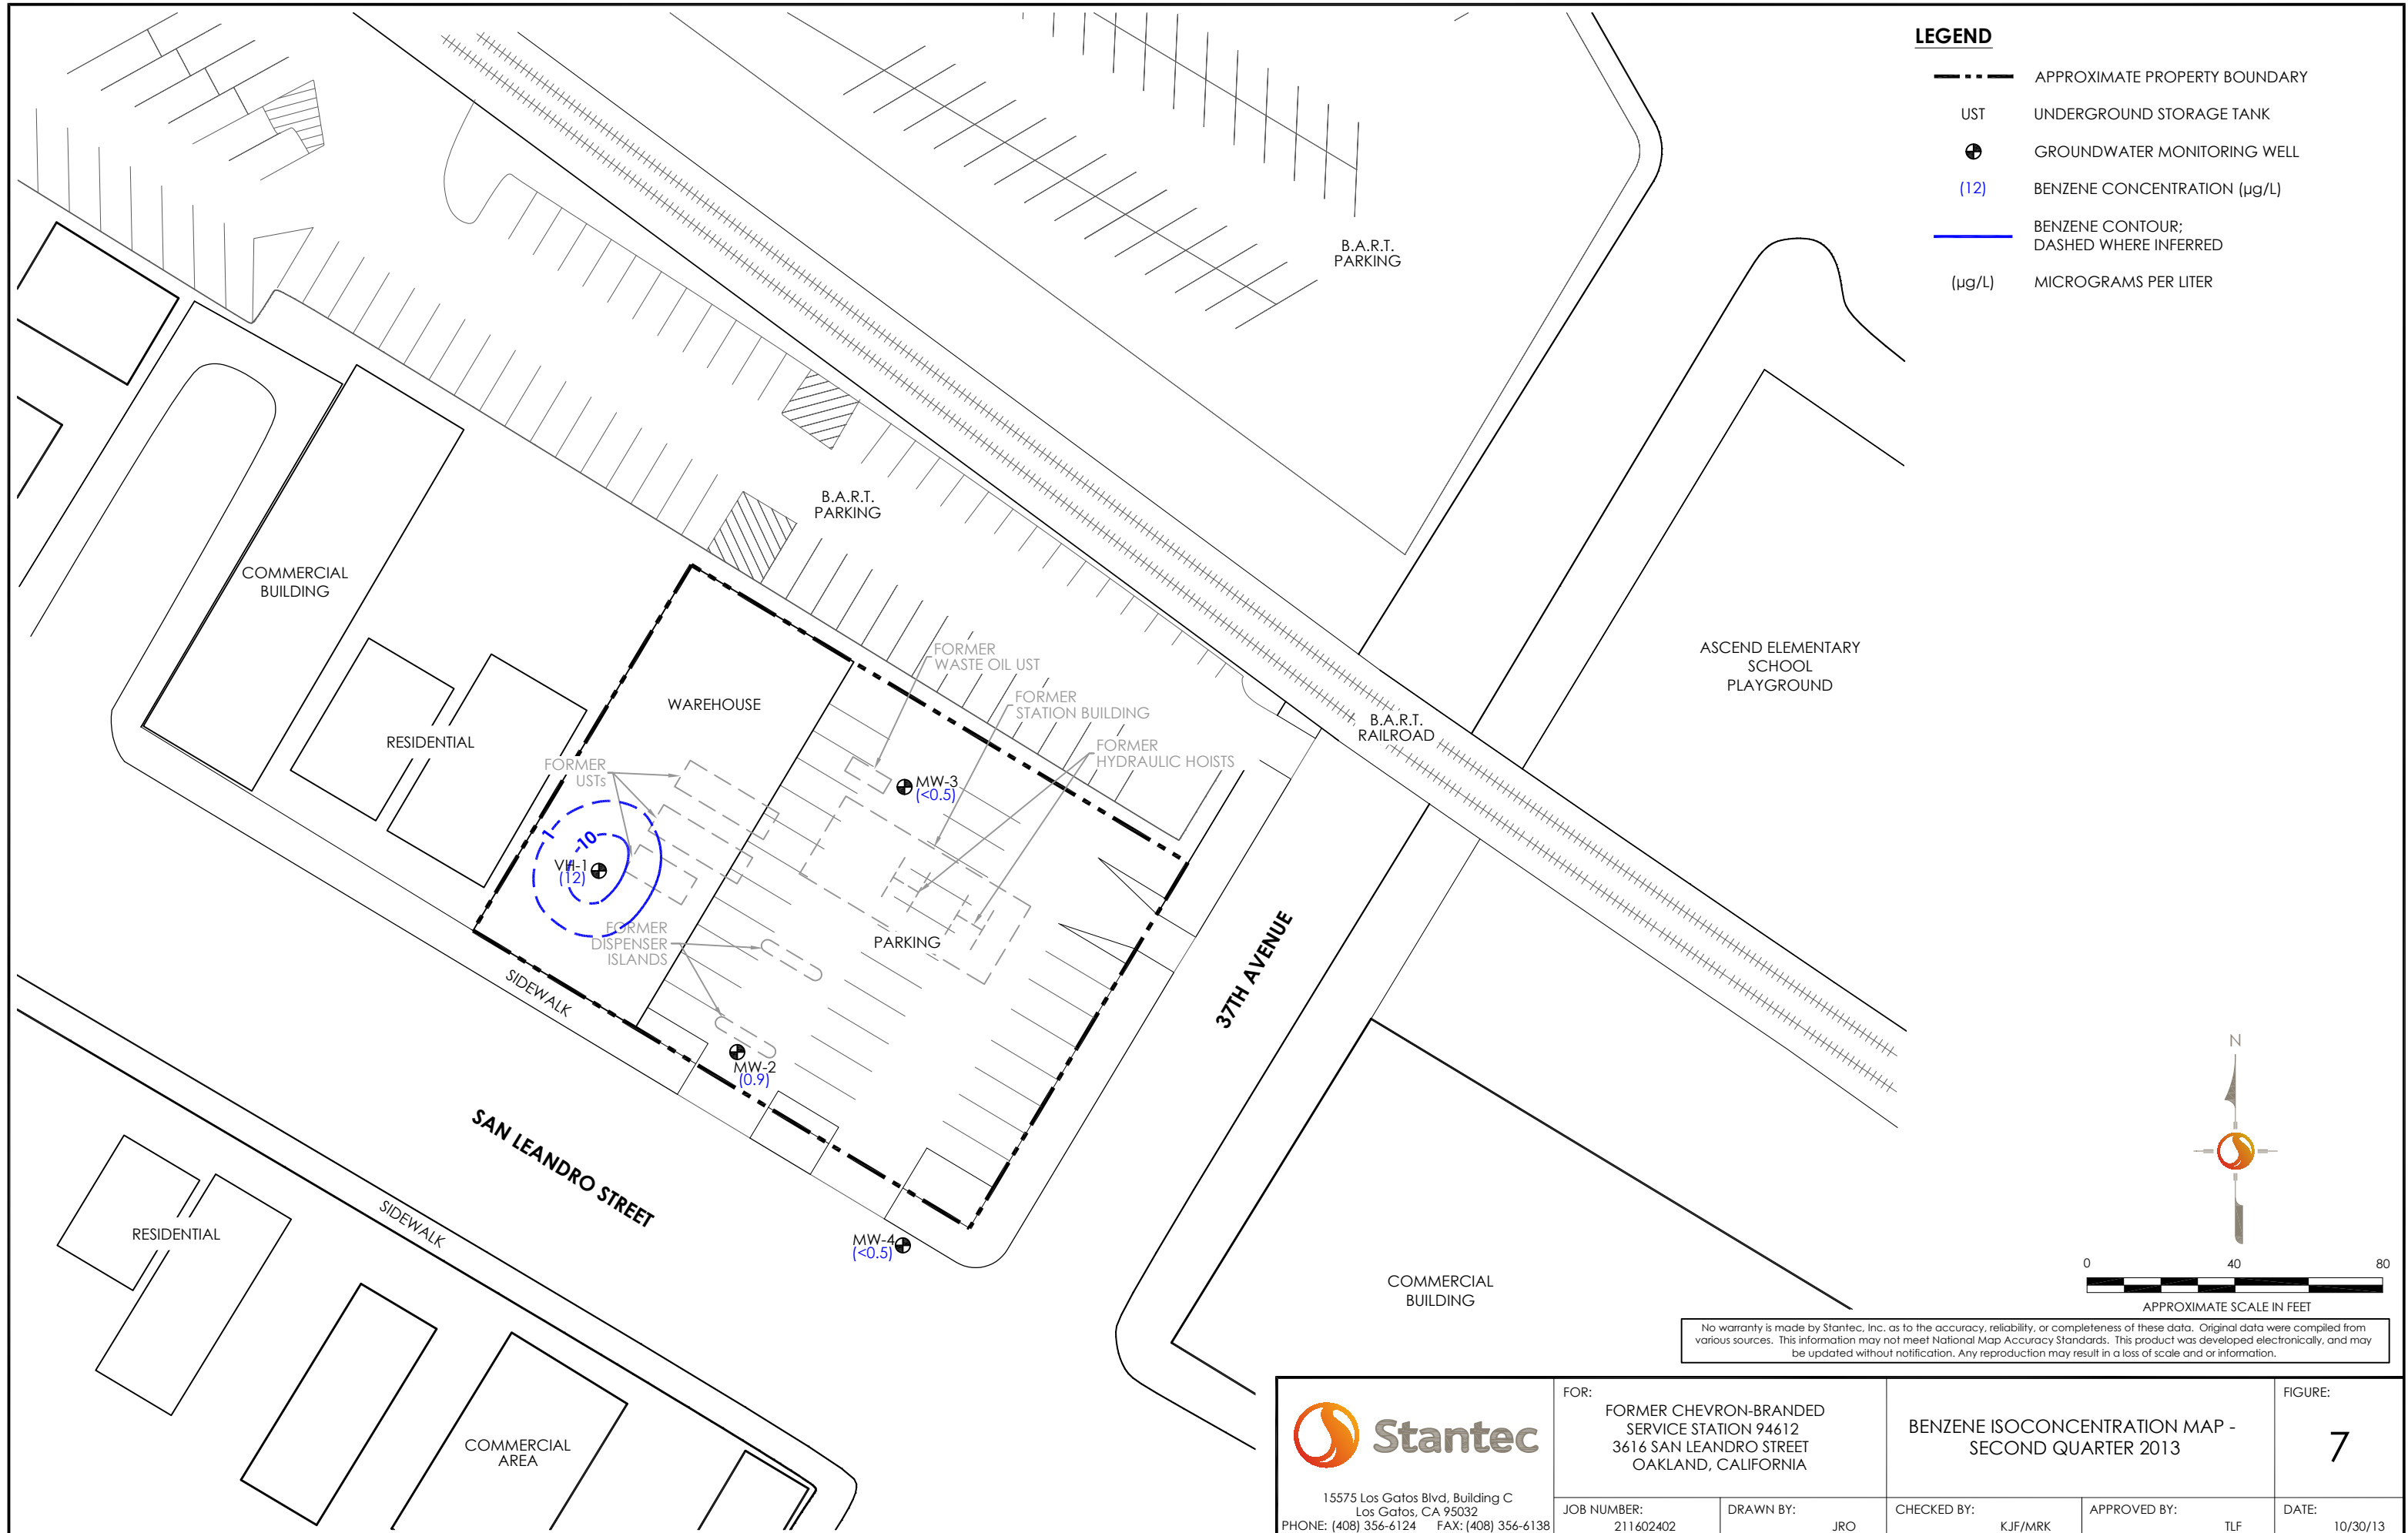 LEGEND
APPROXIMATE PROPERTY BOUNDARY
UST UNDERGROUND STORAGE TANK
GROUNDWATER MONITORING WELL
(12) BENZENE CONCENTRATION (µg/L)
BENZENE CONTOUR;
DASHED WHERE INFERRED
(µg/L) MICROGRAMS PER LITER
B.A.R.T.
PARKING
B.A.R.T.
PARKING
COMMERCIAL
BUILDING
RESIDENTIAL
WAREHOUSE
FORMER
WASTE OIL UST
FORMER
STATION BUILDING
FORMER
HYDRAULIC HOISTS
FORMER
USTs
B.A.R.T.
RAILROAD
ASCEND ELEMENTARY
SCHOOL
PLAYGROUND
MW-3
(<0.5)
1
10
VH-1
(12)
FORMER
DISPENSER
ISLANDS
PARKING
SIDEWALK
37TH AVENUE
MW-2
(0.9)
SAN LEANDRO STREET
SIDEWALK
RESIDENTIAL
MW-4
(<0.5)
COMMERCIAL
BUILDING
COMMERCIAL
AREA
N
0 40 80
APPROXIMATE SCALE IN FEET
No warranty is made by Stantec, Inc. as to the accuracy, reliability, or completeness of these data. Original data were compiled from
various sources. This information may not meet National Map Accuracy Standards. This product was developed electronically, and may
be updated without notification. Any reproduction may result in a loss of scale and or information.
Stantec
15575 Los Gatos Blvd, Building C
Los Gatos, CA 95032
PHONE: (408) 356-6124 FAX: (408) 356-6138
FOR:
FORMER CHEVRON-BRANDED
SERVICE STATION 94612
3616 SAN LEANDRO STREET
OAKLAND, CALIFORNIA
BENZENE ISOCONCENTRATION MAP -
SECOND QUARTER 2013
FIGURE:
7
JOB NUMBER:
211602402
DRAWN BY:
JRO
CHECKED BY:
KJF/MRK
APPROVED BY:
TLF
DATE:
10/30/13